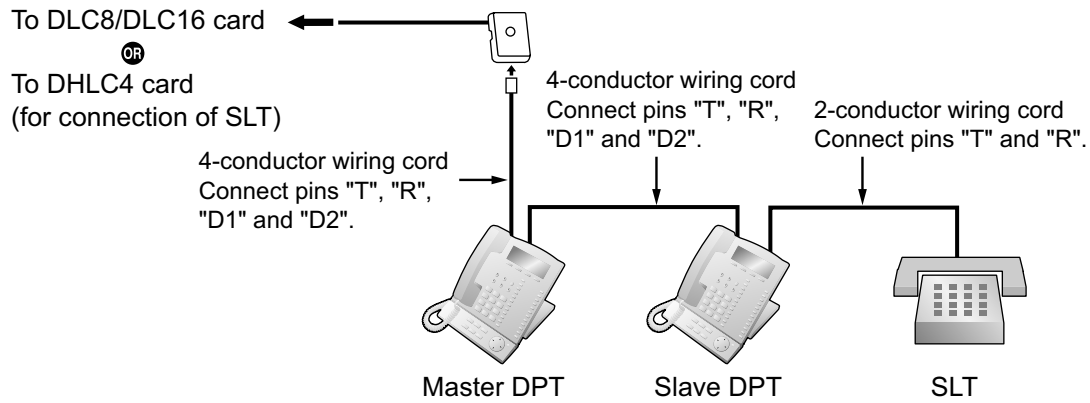 To DLC8/DLC16 card
OR
To DHLC4 card
(for connection of SLT)
4-conductor wiring cord
Connect pins "T", "R",
"D1" and "D2".
4-conductor wiring cord
Connect pins "T", "R",
"D1" and "D2".
2-conductor wiring cord
Connect pins "T" and "R".
Master DPT
Slave DPT
SLT